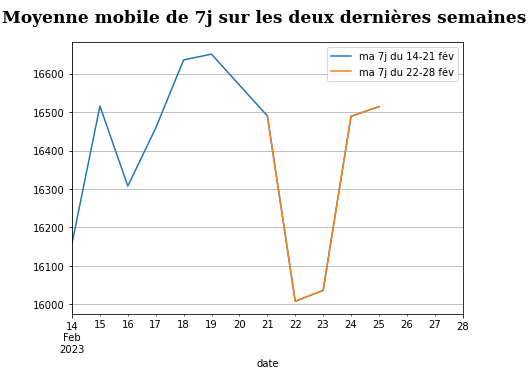 Moyenne mobile de 7j sur les deux dernières semaines
ma 7j du 14-21 fév
ma 7j du 22-28 fév
16600
16500
16400
16300
16200
16100
16000
14 15 16 17 18 19 20 21 22 23 24 25 26 27 28
Feb
2023
date